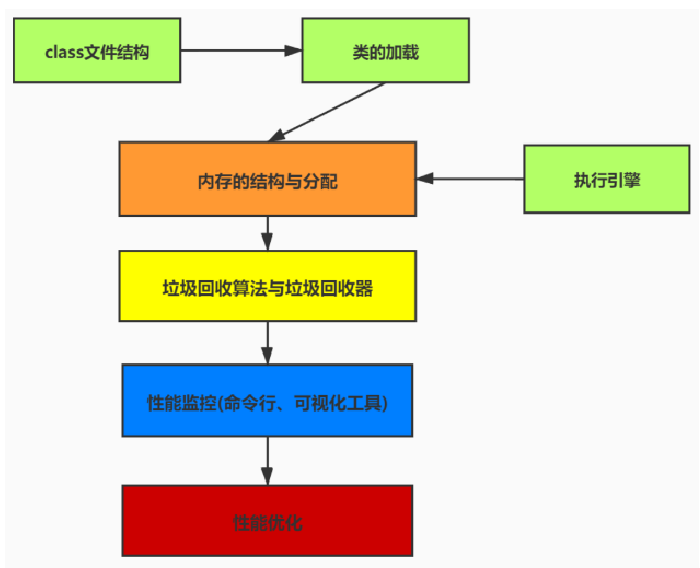 class文件结构
类的加载
内存的结构与分配
执行引擎
垃圾回收算法与垃圾回收器
性能监控(命令行、可视化工具)
性能优化